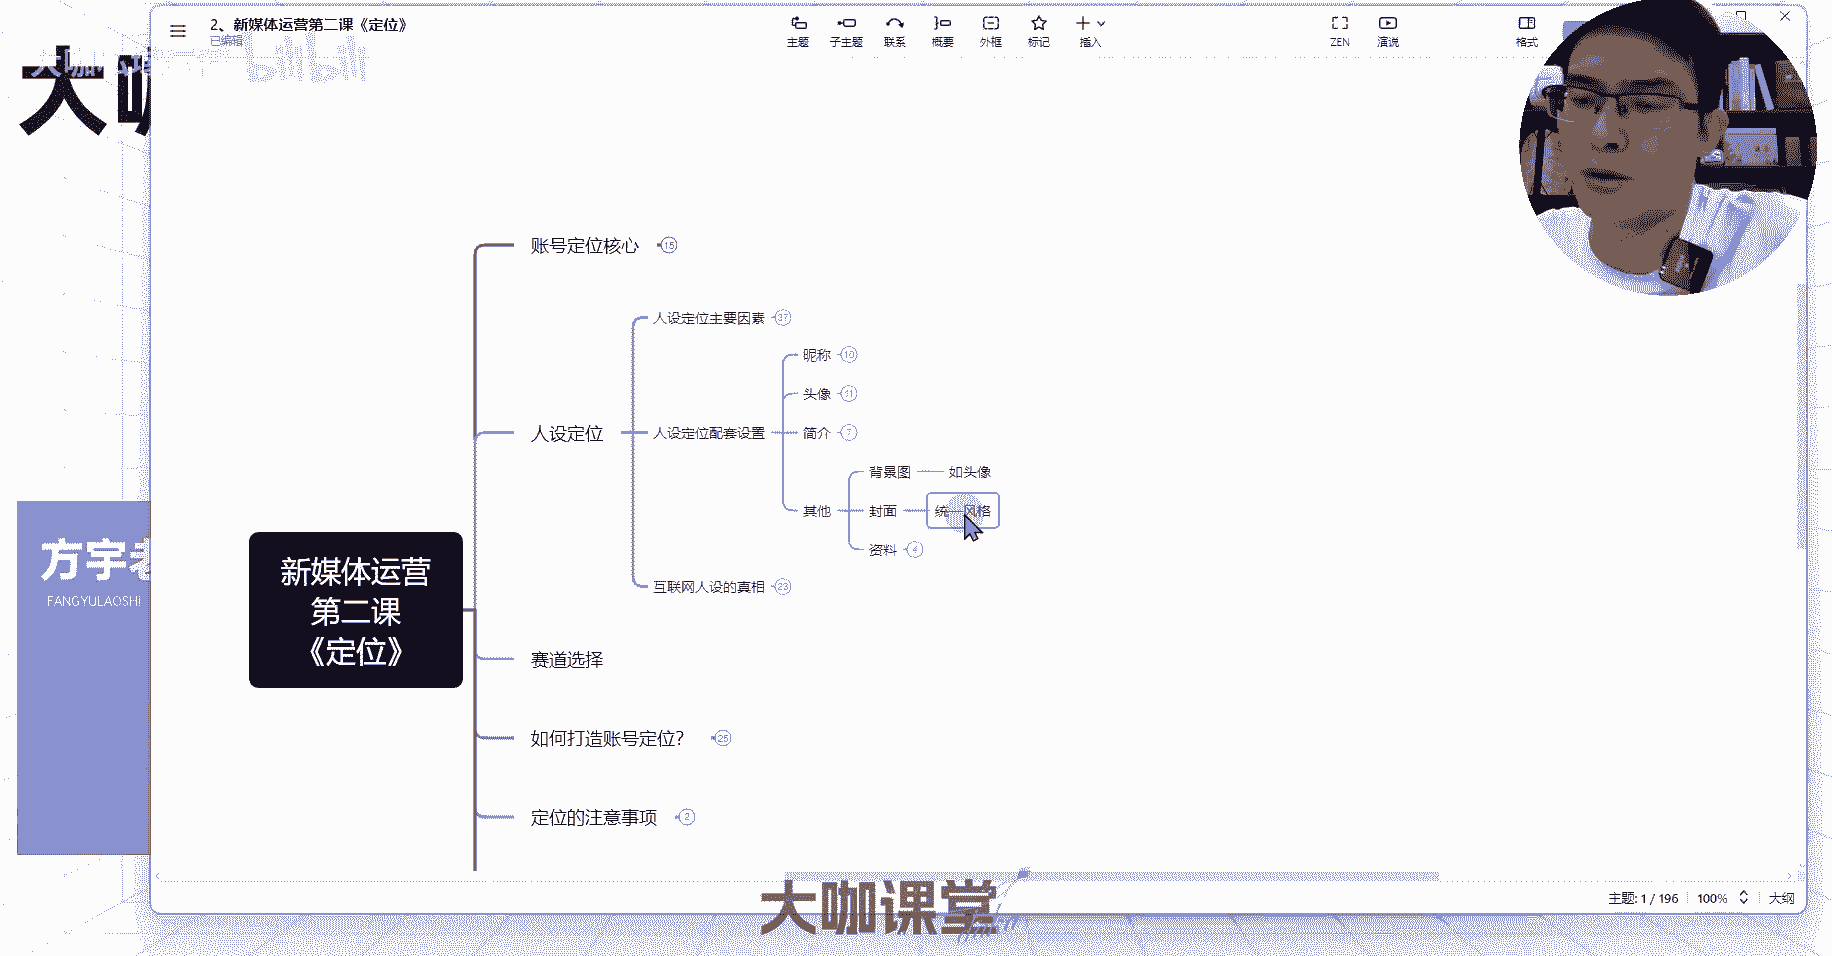 2、新媒体运营第二课《定位》
已编辑
主题
子主题
联系
概要
外框
标记
插入
ZEN
演说
格式
大咖
bilibili
账号定位核心 15
人设定位主要因素 37
昵称 10
头像 11
人设定位
人设定位配套设置
简介 7
背景图
如头像
其他
封面
统一风格
资料 4
互联网人设的真相 23
新媒体运营
第二课
《定位》
方宇老
FANGYULAOSHI
赛道选择
如何打造账号定位? 25
定位的注意事项 2
大咖课堂
主题: 1 / 196
100%
大纲